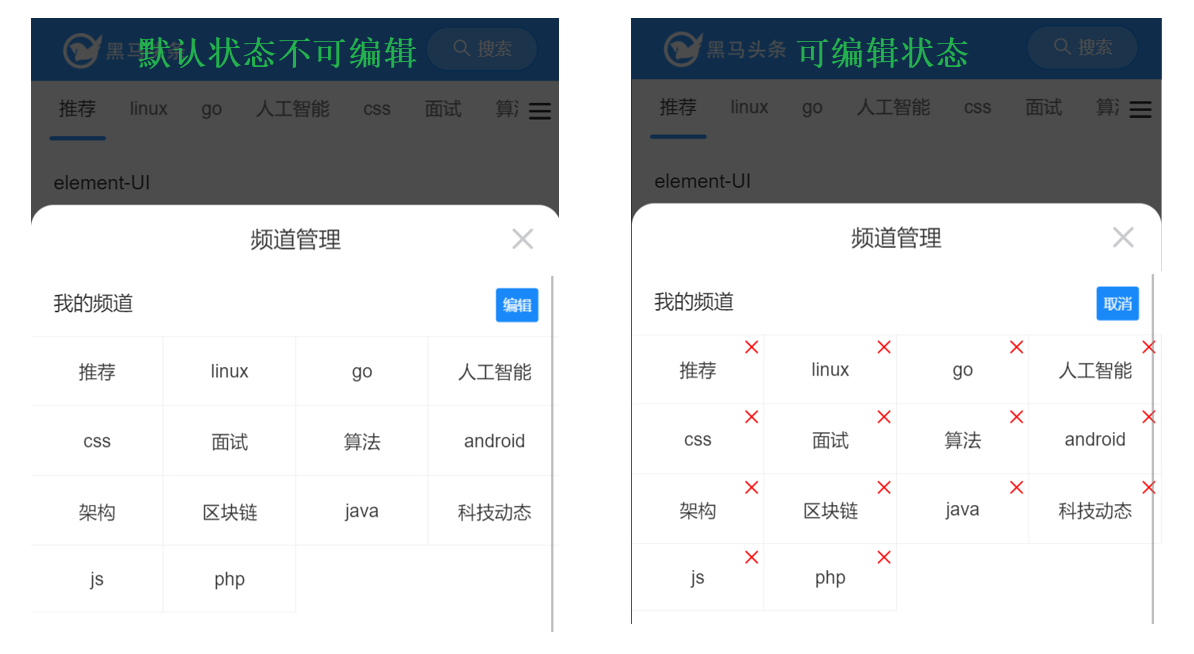 黑马头条 默认状态不可编辑 搜索
推荐 linux go 人工智能 css 面试 算法
element-UI
频道管理
我的频道 编辑
推荐 linux go 人工智能
css 面试 算法 android
架构 区块链 java 科技动态
js php
黑马头条 可编辑状态 搜索
推荐 linux go 人工智能 css 面试 算法
element-UI
频道管理
我的频道 取消
推荐 linux go 人工智能
css 面试 算法 android
架构 区块链 java 科技动态
js php